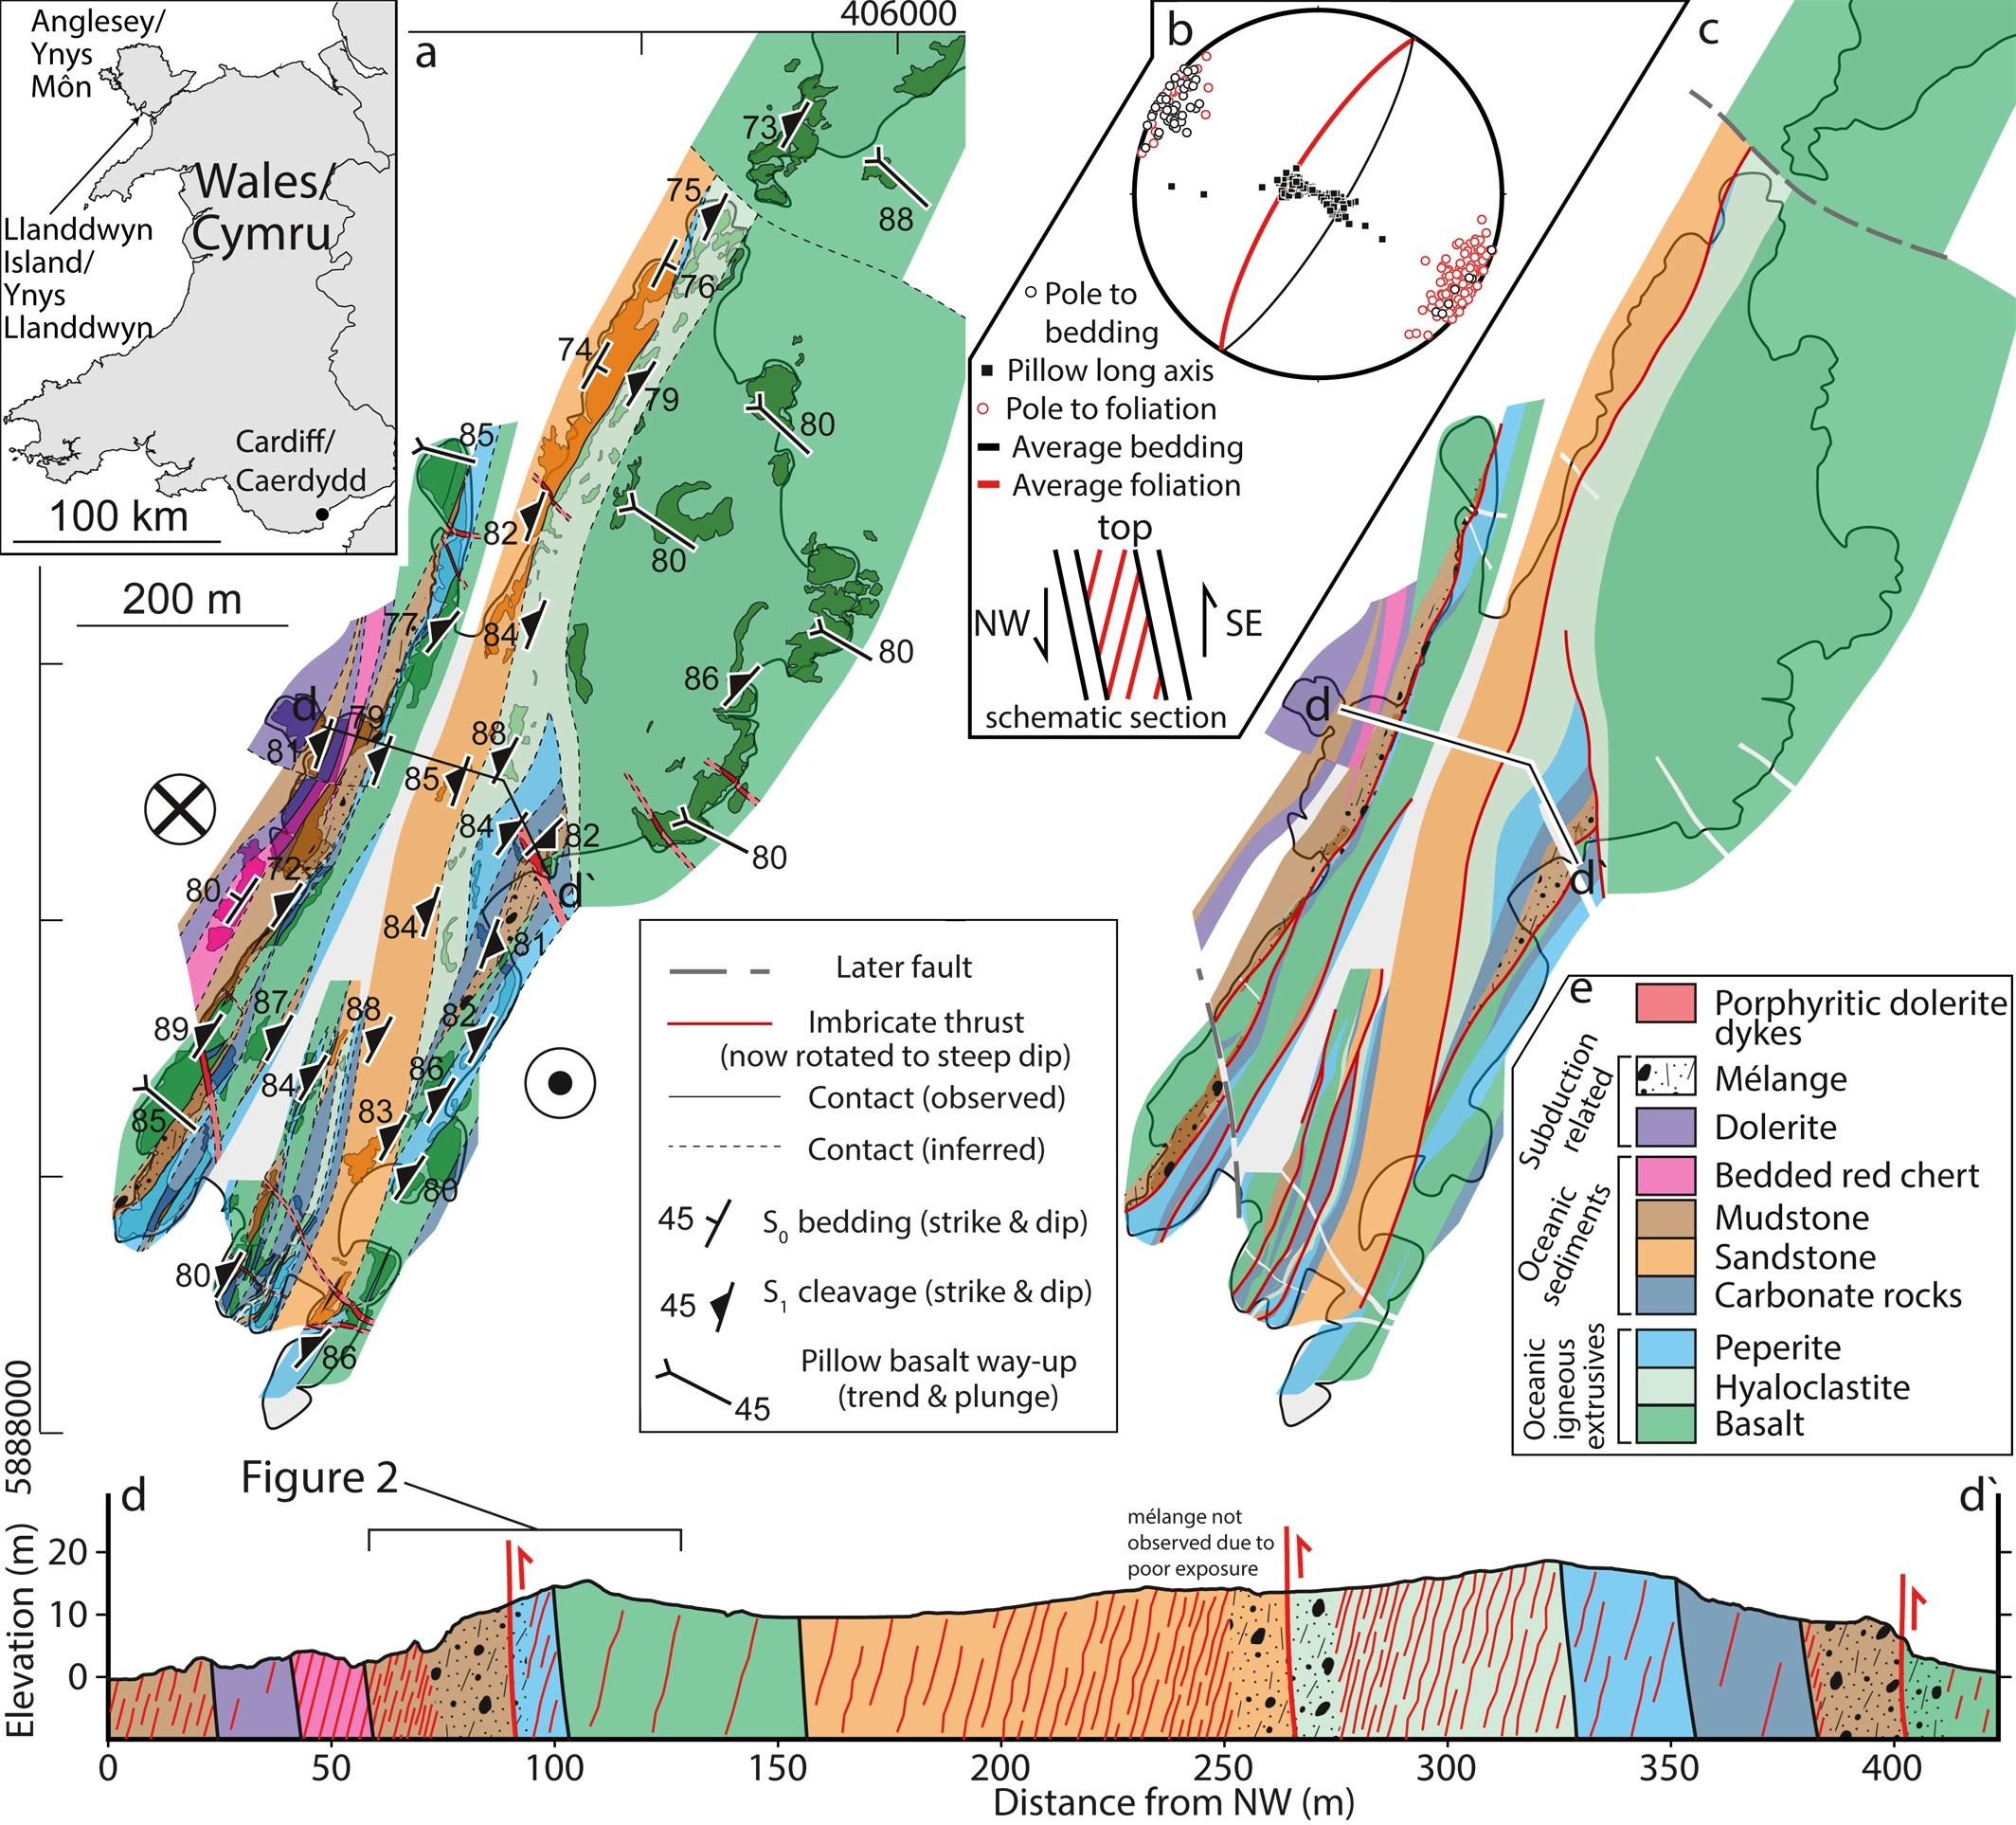 Anglesey/
Ynys
Môn
Wales/
Cymru
Llanddwyn
Island/
Ynys
Llanddwyn
Cardiff/
Caerdydd
100 km
200 m
406000
5888000
a
73
88
75
76
74
79
80
85
82
80
77
84
80
86
d
79
81
88
85
84
82
80
d`
72
80
84
81
87
88
82
89
84
86
85
83
80
80
86
b
Pole to
bedding
Pillow long axis
Pole to foliation
Average bedding
Average foliation
top
NW
SE
schematic section
c
d
d`
Later fault
Imbricate thrust
(now rotated to steep dip)
Contact (observed)
Contact (inferred)
45
S0 bedding (strike & dip)
45
S1 cleavage (strike & dip)
Pillow basalt way-up
(trend & plunge)
45
e
Porphyritic dolerite
dykes
Subduction
related
Mélange
Dolerite
Oceanic
sediments
Bedded red chert
Mudstone
Sandstone
Carbonate rocks
Oceanic
igneous
extrusives
Peperite
Hyaloclastite
Basalt
Figure 2
d
d`
mélange not
observed due to
poor exposure
Elevation (m)
20
10
0
0 50 100 150 200 250 300 350 400
Distance from NW (m)